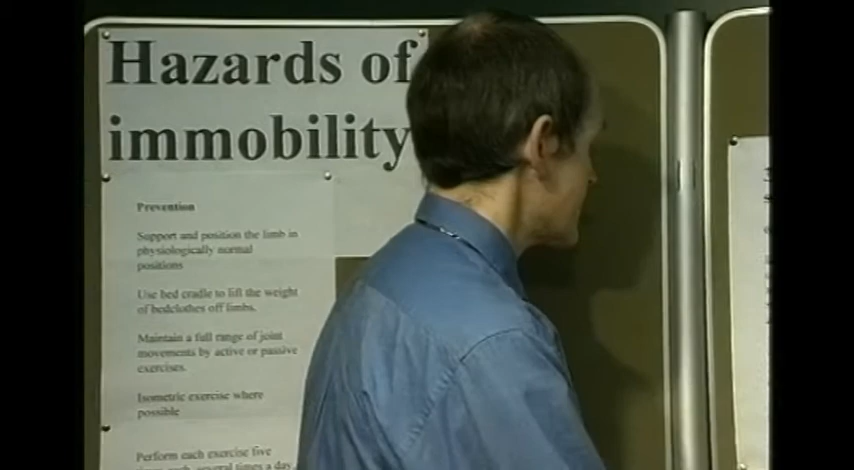 Hazards of
immobility
Prevention
Support and position the limb in
physiologically normal
positions
Use bed cradle to lift the weight
of bedclothes off limbs.
Maintain a full range of joint
movements by active or passive
exercises.
Isometric exercise where
possible
Perform each exercise five
times each, several times a day.